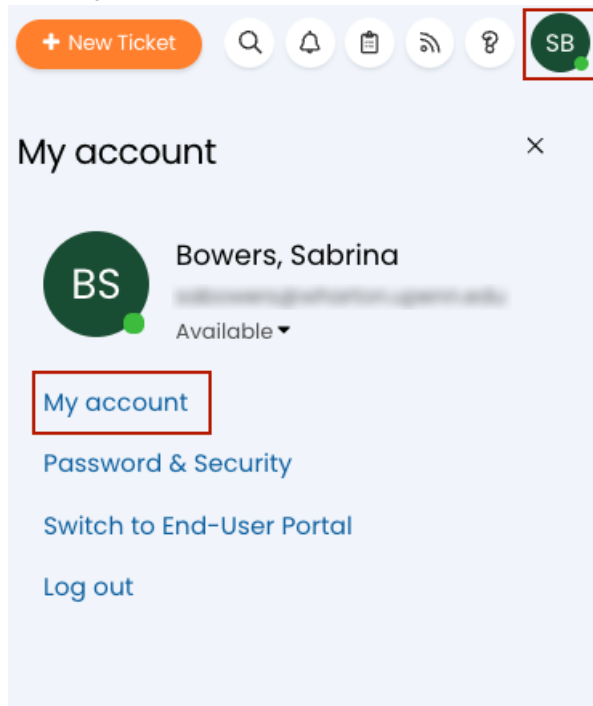 + New Ticket
SB
My account
BS
Bowers, Sabrina
Available
My account
Password & Security
Switch to End-User Portal
Log out